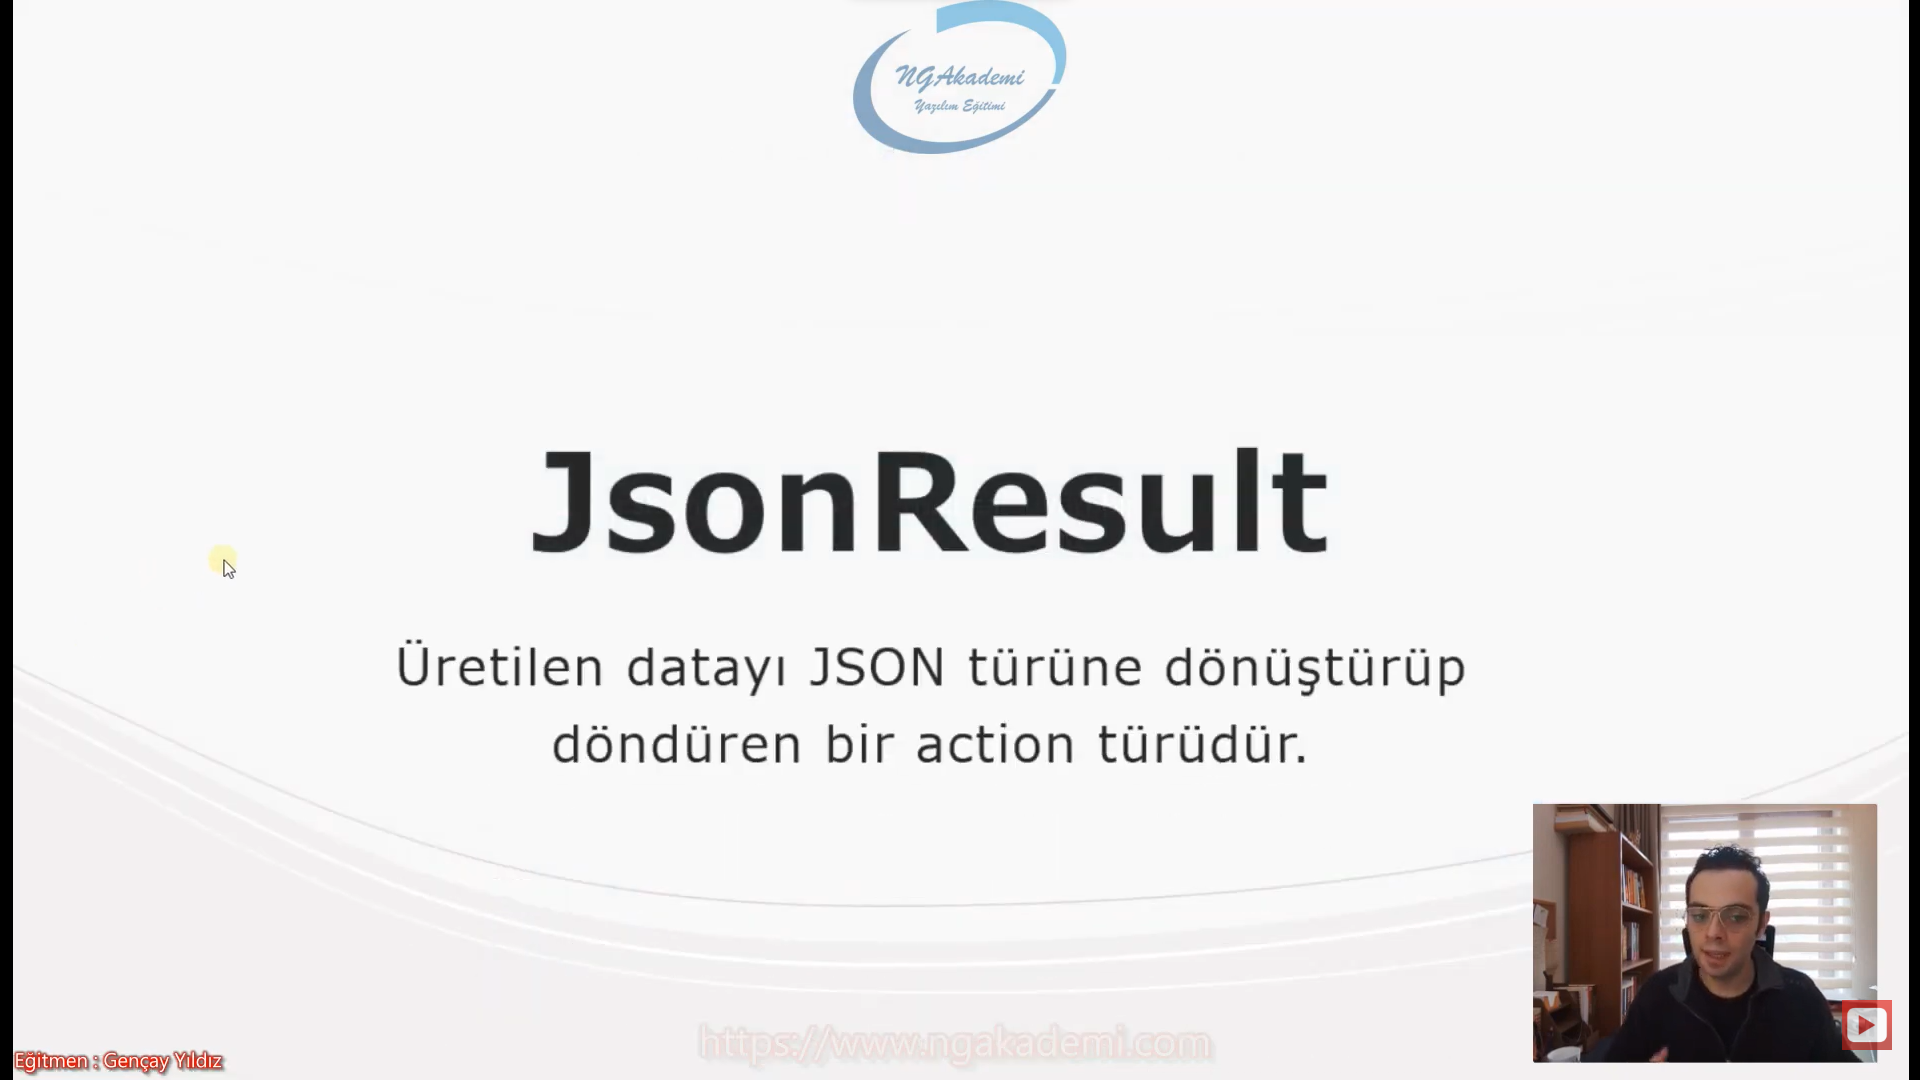 NGAkademi
Yazılım Eğitimi
JsonResult
Üretilen datayı JSON türüne dönüştürüp
döndüren bir action türüdür.
https://www.ngakademi.com
Eğitmen : Gençay Yıldız